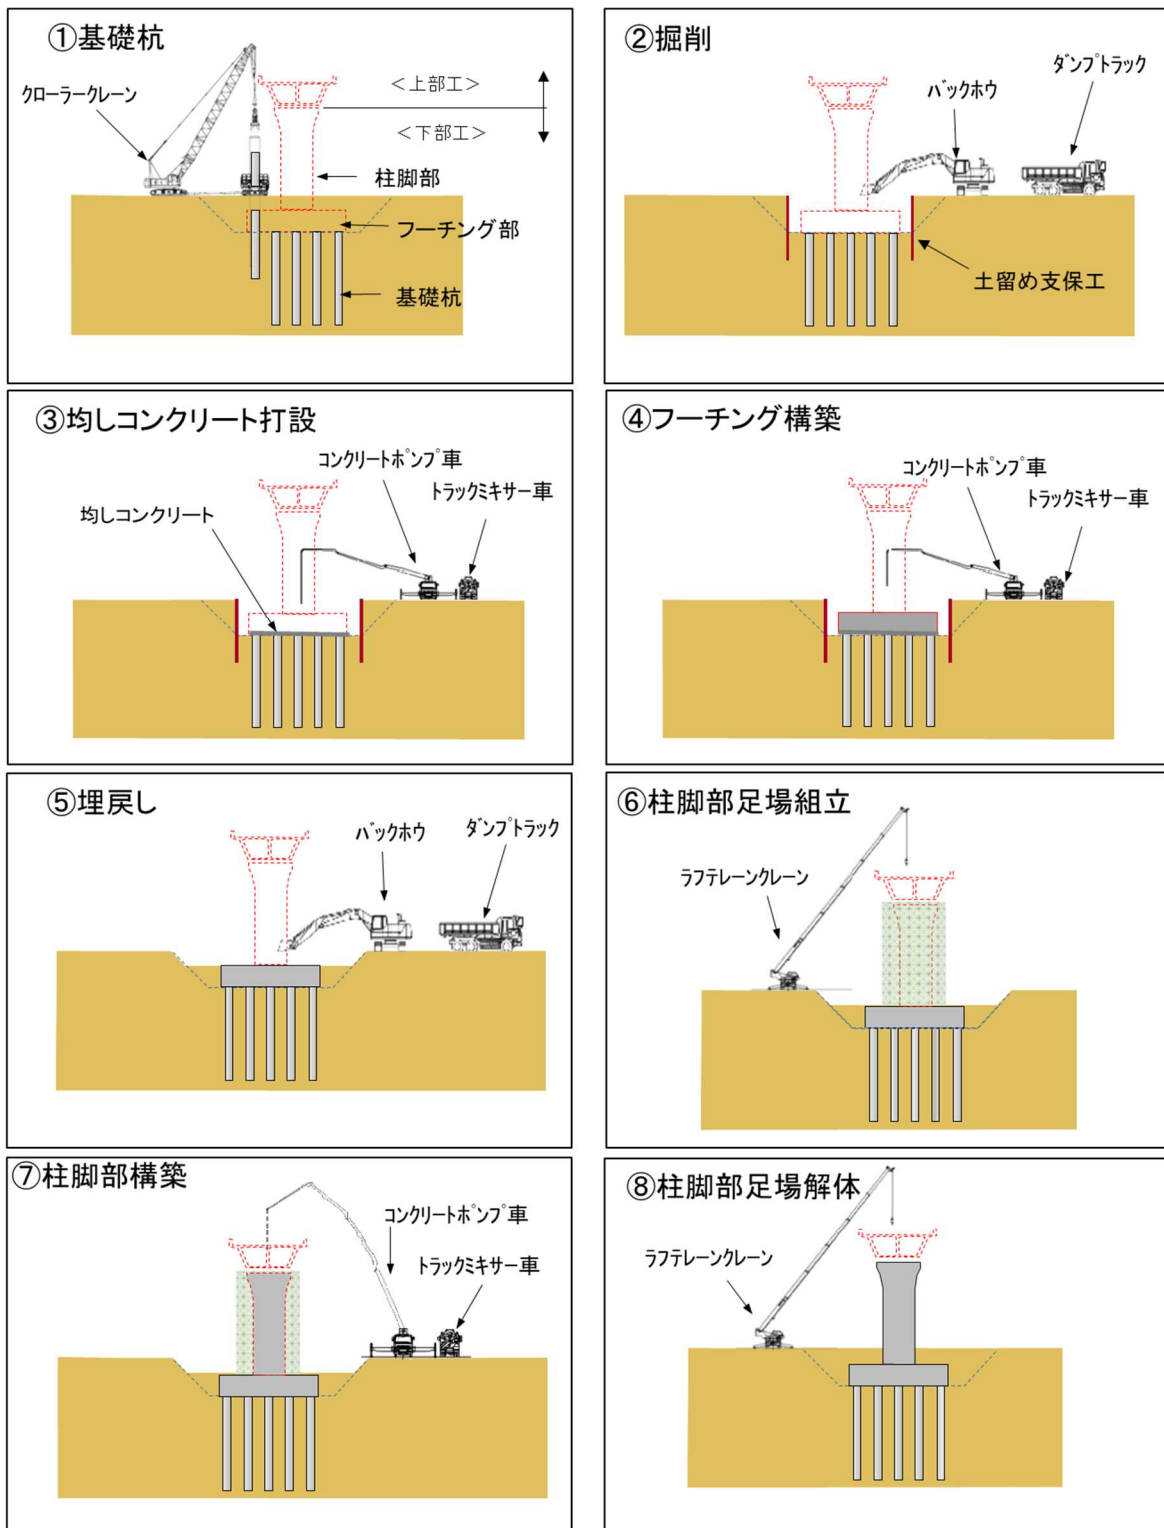 ①基礎杭
クローラークレーン
＜上部工＞
＜下部工＞
柱脚部
フーチング部
基礎杭
②掘削
ﾀﾞﾝﾌﾟﾄﾗｯｸ
ﾊﾞｯｸﾎｳ
土留め支保工
③均しコンクリート打設
ｺﾝｸﾘｰﾄﾎﾟﾝﾌﾟ車
ﾄﾗｯｸﾐｷｻｰ車
均しコンクリート
④フーチング構築
ｺﾝｸﾘｰﾄﾎﾟﾝﾌﾟ車
ﾄﾗｯｸﾐｷｻｰ車
⑤埋戻し
ﾊﾞｯｸﾎｳ
ﾀﾞﾝﾌﾟﾄﾗｯｸ
⑥柱脚部足場組立
ﾗﾌﾃﾚｰﾝｸﾚｰﾝ
⑦柱脚部構築
ｺﾝｸﾘｰﾄﾎﾟﾝﾌﾟ車
ﾄﾗｯｸﾐｷｻｰ車
⑧柱脚部足場解体
ﾗﾌﾃﾚｰﾝｸﾚｰﾝ